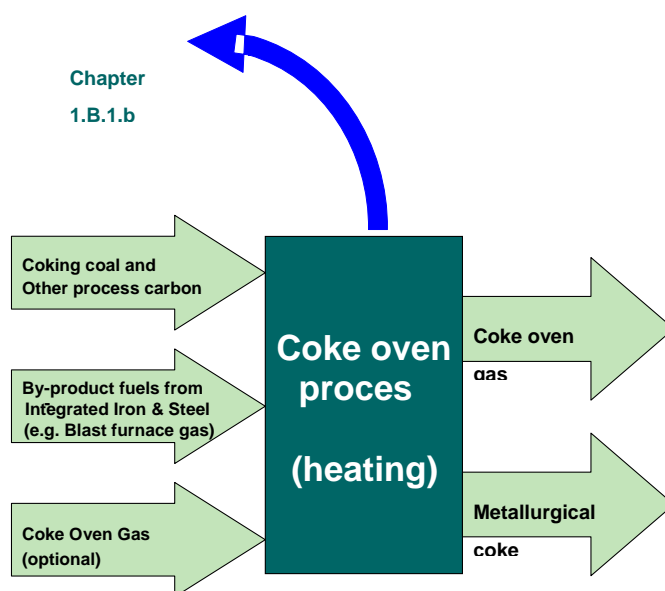 Chapter
1.B.1.b
Coking coal and
Other process carbon
By-product fuels from
Integrated Iron & Steel
(e.g. Blast furnace gas)
Coke Oven Gas
(optional)
Coke oven
proces
(heating)
Coke oven
gas
Metallurgical
coke